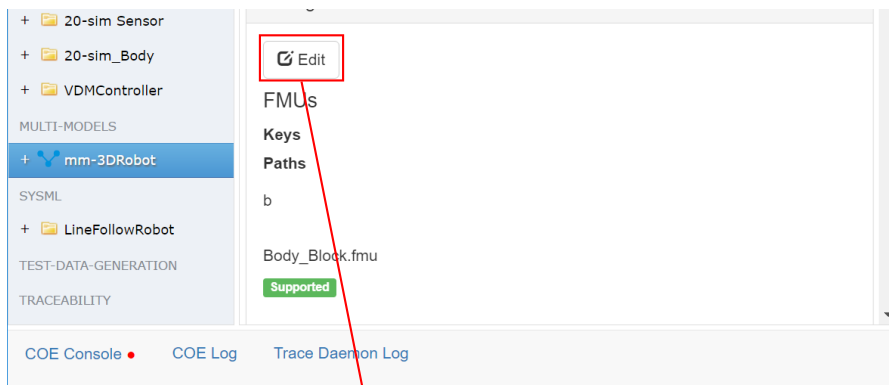 + 20-sim Sensor
+ 20-sim_Body
+ VDMController
MULTI-MODELS
+ mm-3DRobot
SYSML
+ LineFollowRobot
TEST-DATA-GENERATION
TRACEABILITY
Edit
FMUs
Keys
Paths
b
Body_Block.fmu
Supported
COE Console COE Log Trace Daemon Log